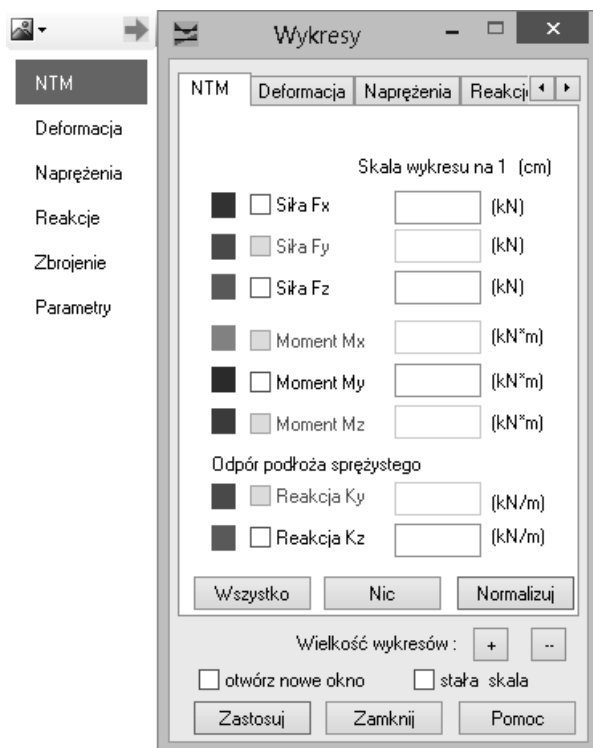 NTM
Deformacja
Naprężenia
Reakcje
Zbrojenie
Parametry
Wykresy
NTM Deformacja Naprężenia Reakcj
Skala wykresu na 1 (cm)
Siła Fx (kN)
Siła Fy (kN)
Siła Fz (kN)
Moment Mx (kN*m)
Moment My (kN*m)
Moment Mz (kN*m)
Odpór podłoża sprężystego
Reakcja Ky (kN/m)
Reakcja Kz (kN/m)
Wszystko Nic Normalizuj
Wielkość wykresów : + --
otwórz nowe okno stała skala
Zastosuj Zamknij Pomoc